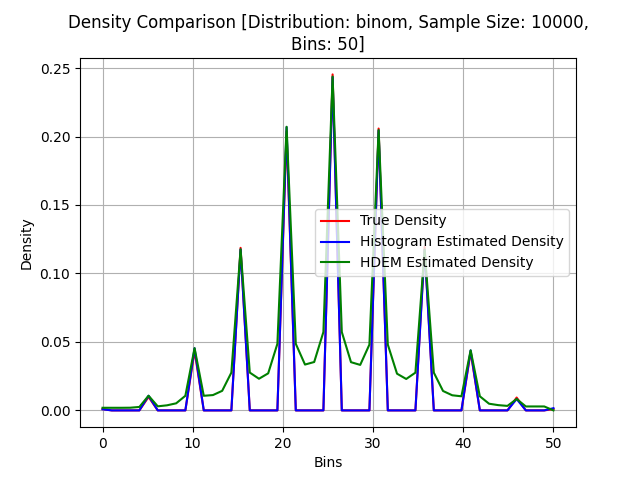 Density Comparison [Distribution: binom, Sample Size: 10000,
Bins: 50]
0.25
0.20
0.15
0.10
0.05
0.00
Density
True Density
Histogram Estimated Density
HDEM Estimated Density
0 10 20 30 40 50
Bins